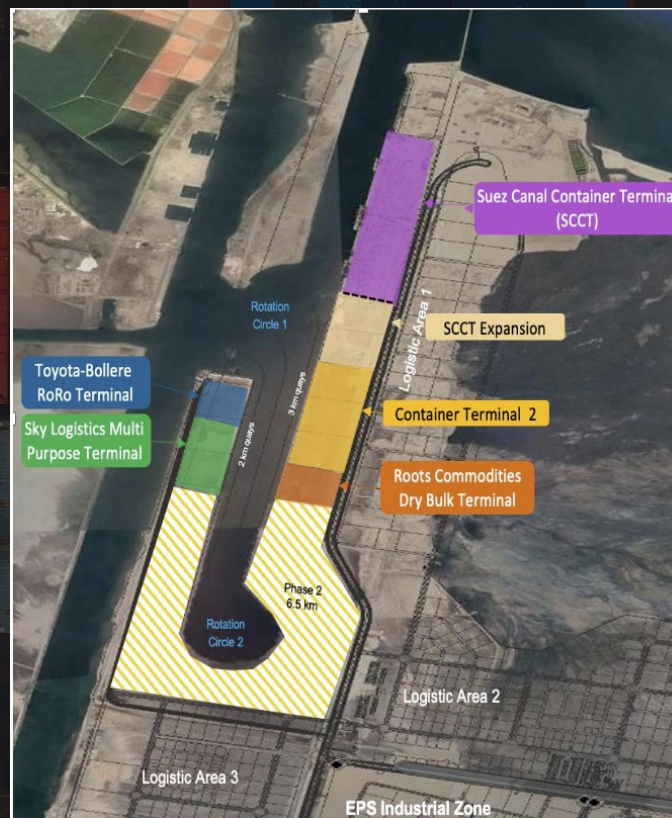 Suez Canal Container Termina
(SCCT)
Logistic Area 1
Rotation
Circle 1
SCCT Expansion
Toyota-Bollere
RoRo Terminal
3 km quays
Container Terminal 2
Sky Logistics Multi
Purpose Terminal
2 km quays
Roots Commodities
Dry Bulk Terminal
Phase 2
6.5 km
Rotation
Circle 2
Logistic Area 2
Logistic Area 3
EPS Industrial Zone